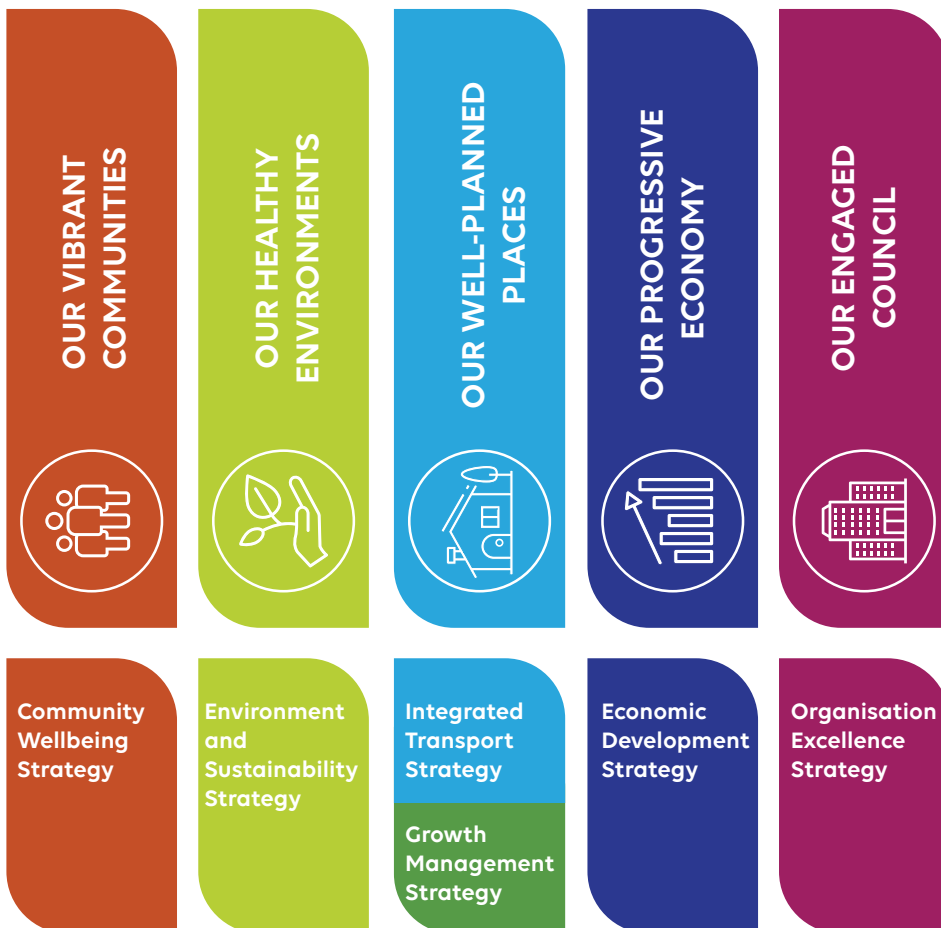 OUR VIBRANT
COMMUNITIES
OUR HEALTHY
ENVIRONMENTS
OUR WELL-PLANNED
PLACES
OUR PROGRESSIVE
ECONOMY
OUR ENGAGED
COUNCIL
Community
Wellbeing
Strategy
Environment
and
Sustainability
Strategy
Integrated
Transport
Strategy
Growth
Management
Strategy
Economic
Development
Strategy
Organisation
Excellence
Strategy